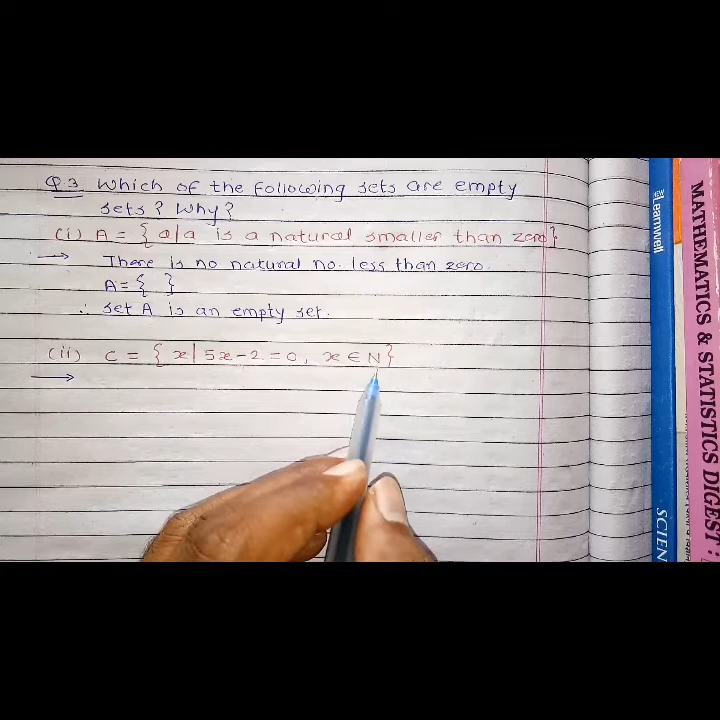 Q.3 Which of the following sets are empty
sets? Why?
(i) A = { a | a is a natural smaller than zero}
→ There is no natural no. less than zero.
A = { }
∴ set A is an empty set.
(ii) C = { x | 5x - 2 = 0, x ∈ N}
→
Learnwell
SCIEN
MATHEMATICS & STATISTICS DIGEST :